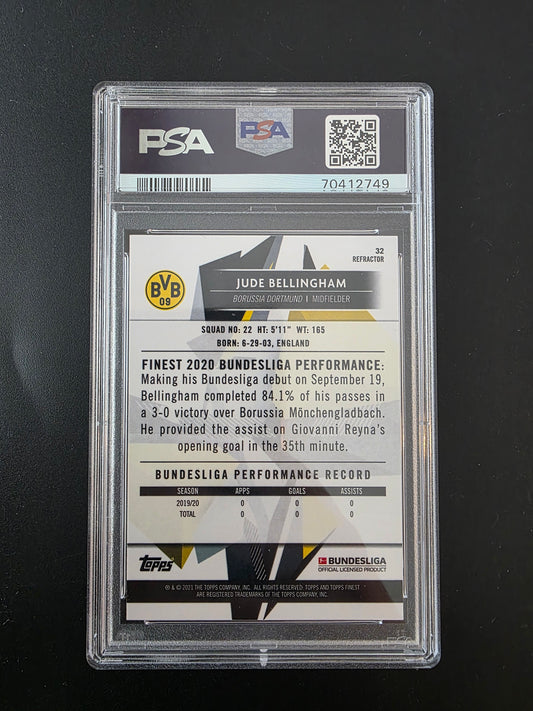 PSA
PSA
70412749
32
REFRACTOR
BVB
09
JUDE BELLINGHAM
BORUSSIA DORTMUND | MIDFIELDER
SQUAD NO: 22 HT: 5'11" WT: 165
BORN: 6-29-03, ENGLAND
FINEST 2020 BUNDESLIGA PERFORMANCE:
Making his Bundesliga debut on September 19,
Bellingham completed 84.1% of his passes in
a 3-0 victory over Borussia Mönchengladbach.
He provided the assist on Giovanni Reyna's
opening goal in the 35th minute.
BUNDESLIGA PERFORMANCE RECORD
SEASON APPS GOALS ASSISTS
2019/20 0 0 0
TOTAL 0 0 0
Topps
BUNDESLIGA
OFFICIAL LICENSED PRODUCT
® & © 2021 THE TOPPS COMPANY, INC. ALL RIGHTS RESERVED. TOPPS AND TOPPS FINEST
ARE REGISTERED TRADEMARKS OF THE TOPPS COMPANY, INC.